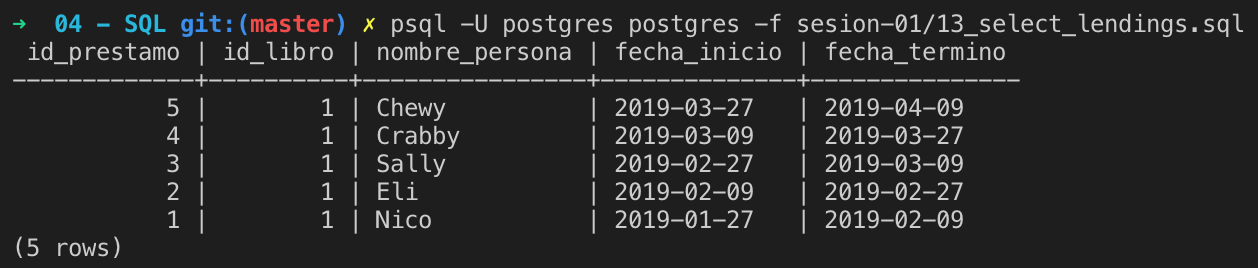 ➜  04 - SQL git:(master) ✗ psql -U postgres postgres -f sesion-01/13_select_lendings.sql
 id_prestamo | id_libro | nombre_persona | fecha_inicio | fecha_termino
-------------+----------+----------------+--------------+---------------
           5 |        1 | Chewy          | 2019-03-27   | 2019-04-09
           4 |        1 | Crabby         | 2019-03-09   | 2019-03-27
           3 |        1 | Sally          | 2019-02-27   | 2019-03-09
           2 |        1 | Eli            | 2019-02-09   | 2019-02-27
           1 |        1 | Nico           | 2019-01-27   | 2019-02-09
(5 rows)